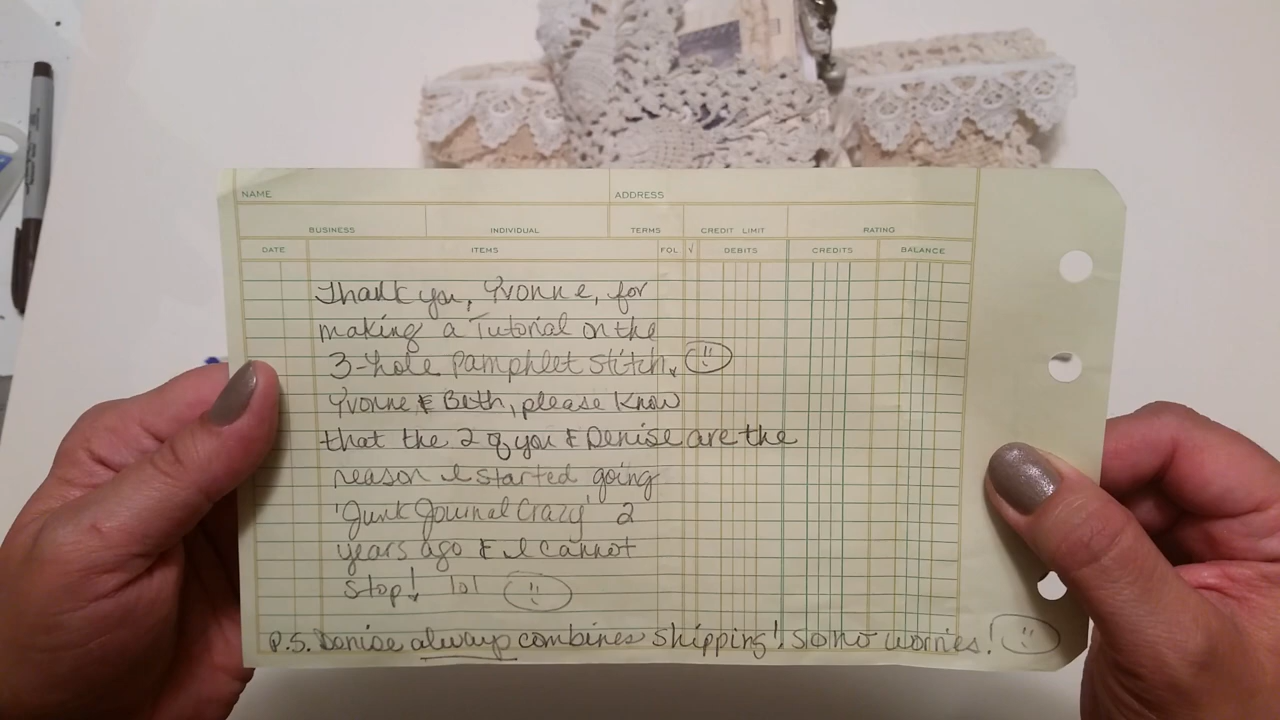 NAME ADDRESS
BUSINESS INDIVIDUAL TERMS CREDIT LIMIT RATING
DATE ITEMS FOL √ DEBITS CREDITS BALANCE
Thank you, Yvonne, for
making a Tutorial on the
3-hole pamphlet stitch.
Yvonne & Beth, please know
that the 2 of you & Denise are the
reason I started going
'Junk Journal Crazy' 2
years ago & I cannot
stop! lol
P.S. Denise always combines shipping! So no worries!